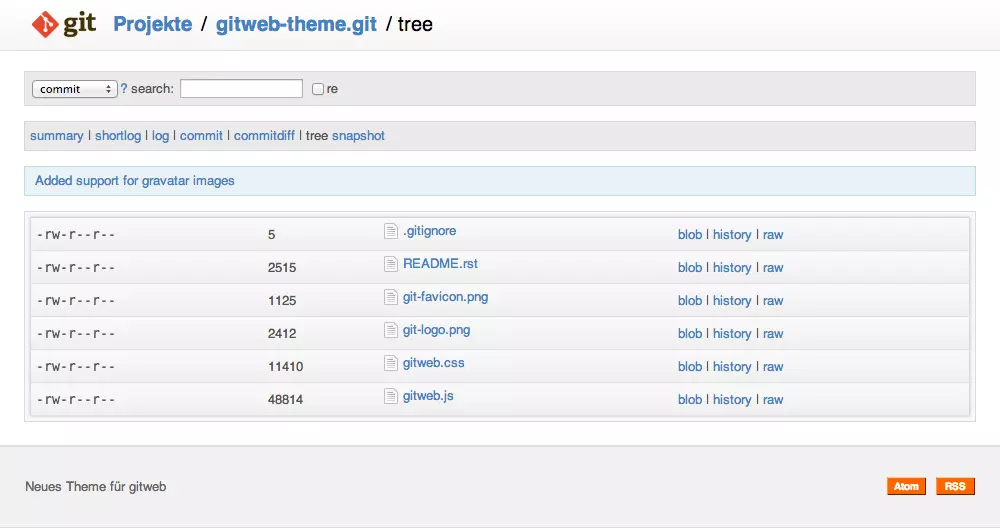 git Projekte / gitweb-theme.git / tree
commit ? search: re
summary | shortlog | log | commit | commitdiff | tree snapshot
Added support for gravatar images
-rw-r--r-- 5 .gitignore blob | history | raw
-rw-r--r-- 2515 README.rst blob | history | raw
-rw-r--r-- 1125 git-favicon.png blob | history | raw
-rw-r--r-- 2412 git-logo.png blob | history | raw
-rw-r--r-- 11410 gitweb.css blob | history | raw
-rw-r--r-- 48814 gitweb.js blob | history | raw
Neues Theme für gitweb Atom RSS